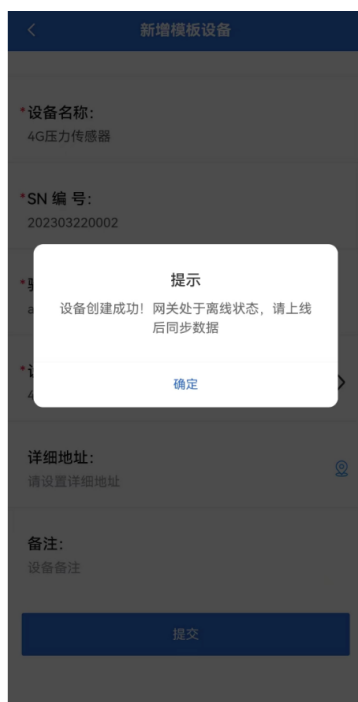 新增模板设备
*设备名称：
4G压力传感器
*SN 编 号：
202303220002
提示
设备创建成功！网关处于离线状态，请上线
后同步数据
确定
详细地址：
请设置详细地址
备注：
设备备注
提交